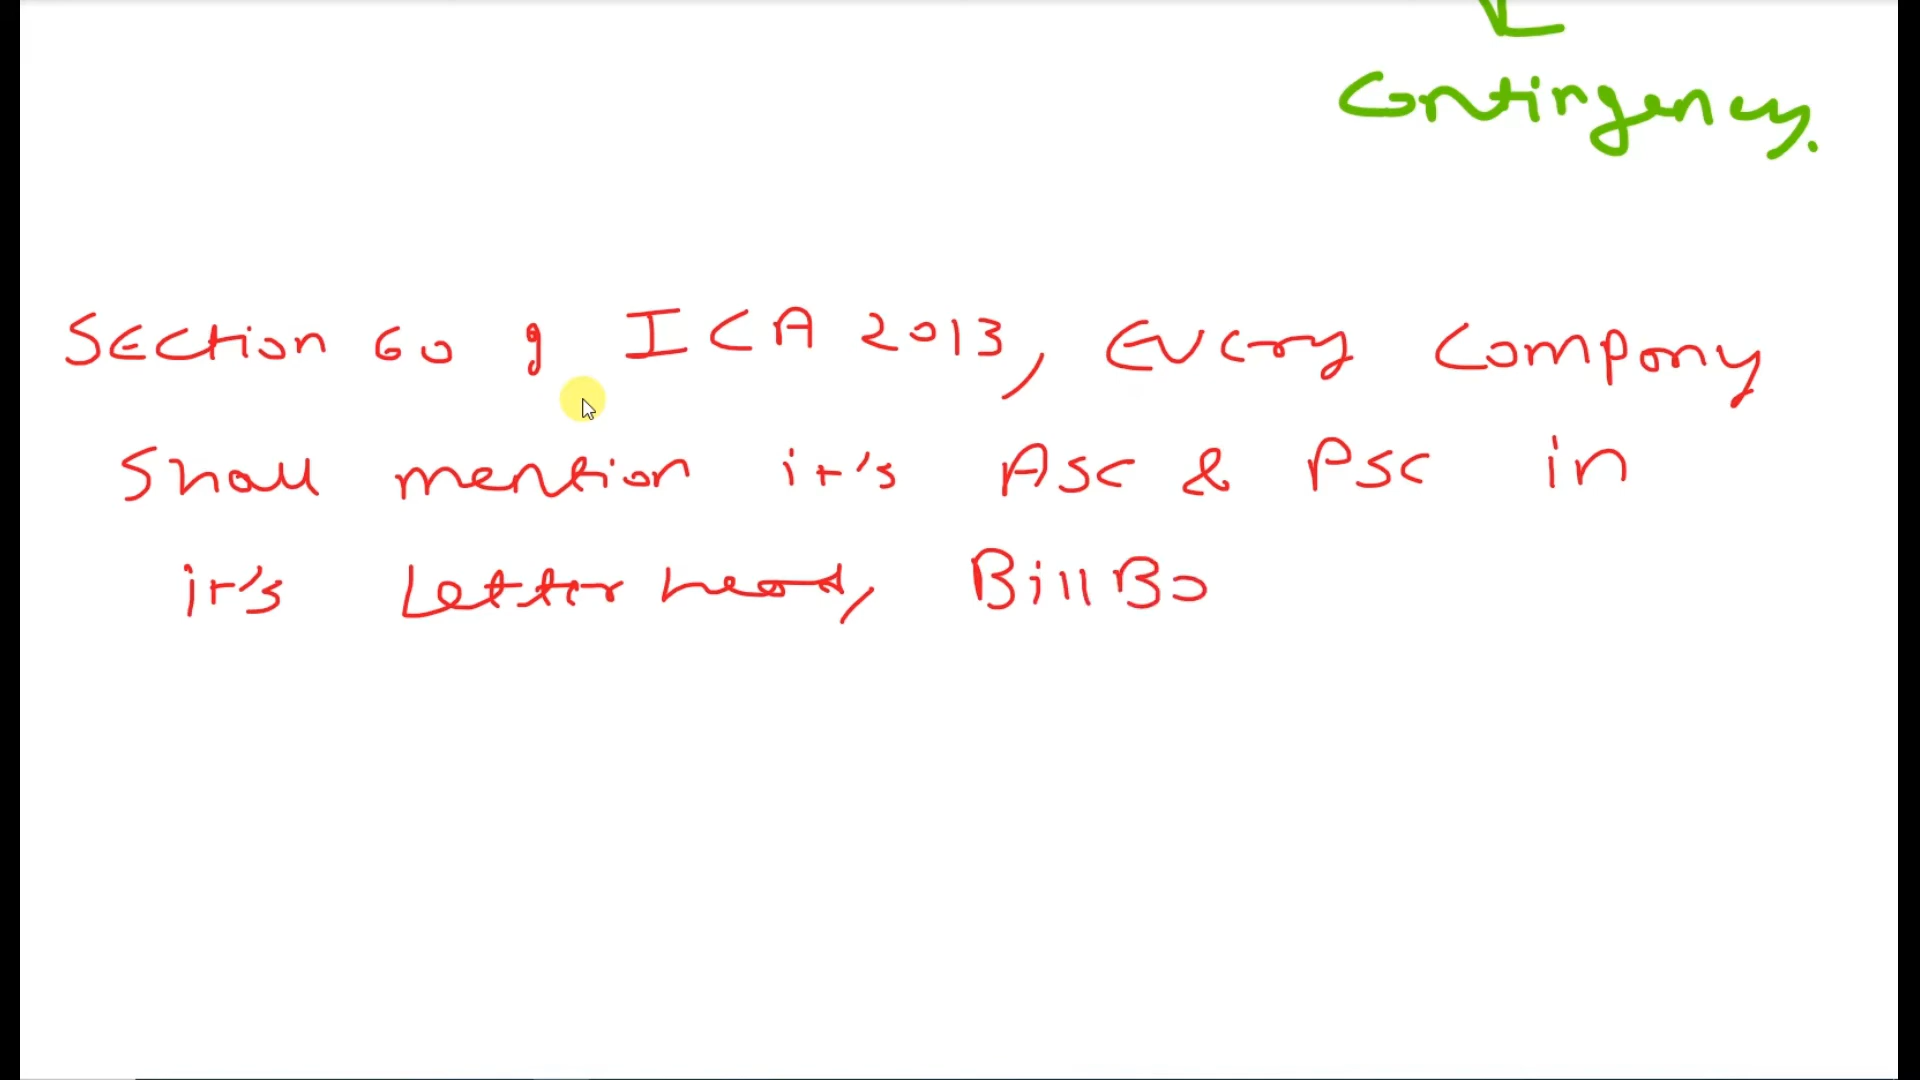 Contingency.
Section 60 of ICA 2013, Every Company
Shall mention it's ASC & PSC in
it's Letter head, Bill Bo